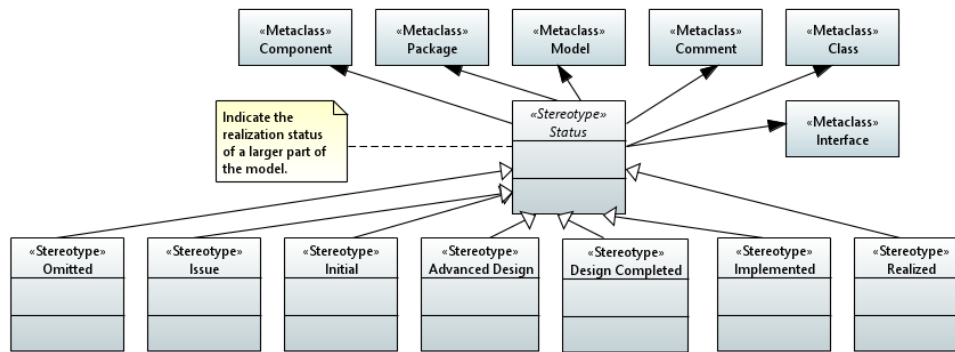 «Metaclass»
Component
«Metaclass»
Package
«Metaclass»
Model
«Metaclass»
Comment
«Metaclass»
Class
Indicate the
realization status
of a larger part of
the model.
«Stereotype»
Status
«Metaclass»
Interface
«Stereotype»
Omitted
«Stereotype»
Issue
«Stereotype»
Initial
«Stereotype»
Advanced Design
«Stereotype»
Design Completed
«Stereotype»
Implemented
«Stereotype»
Realized